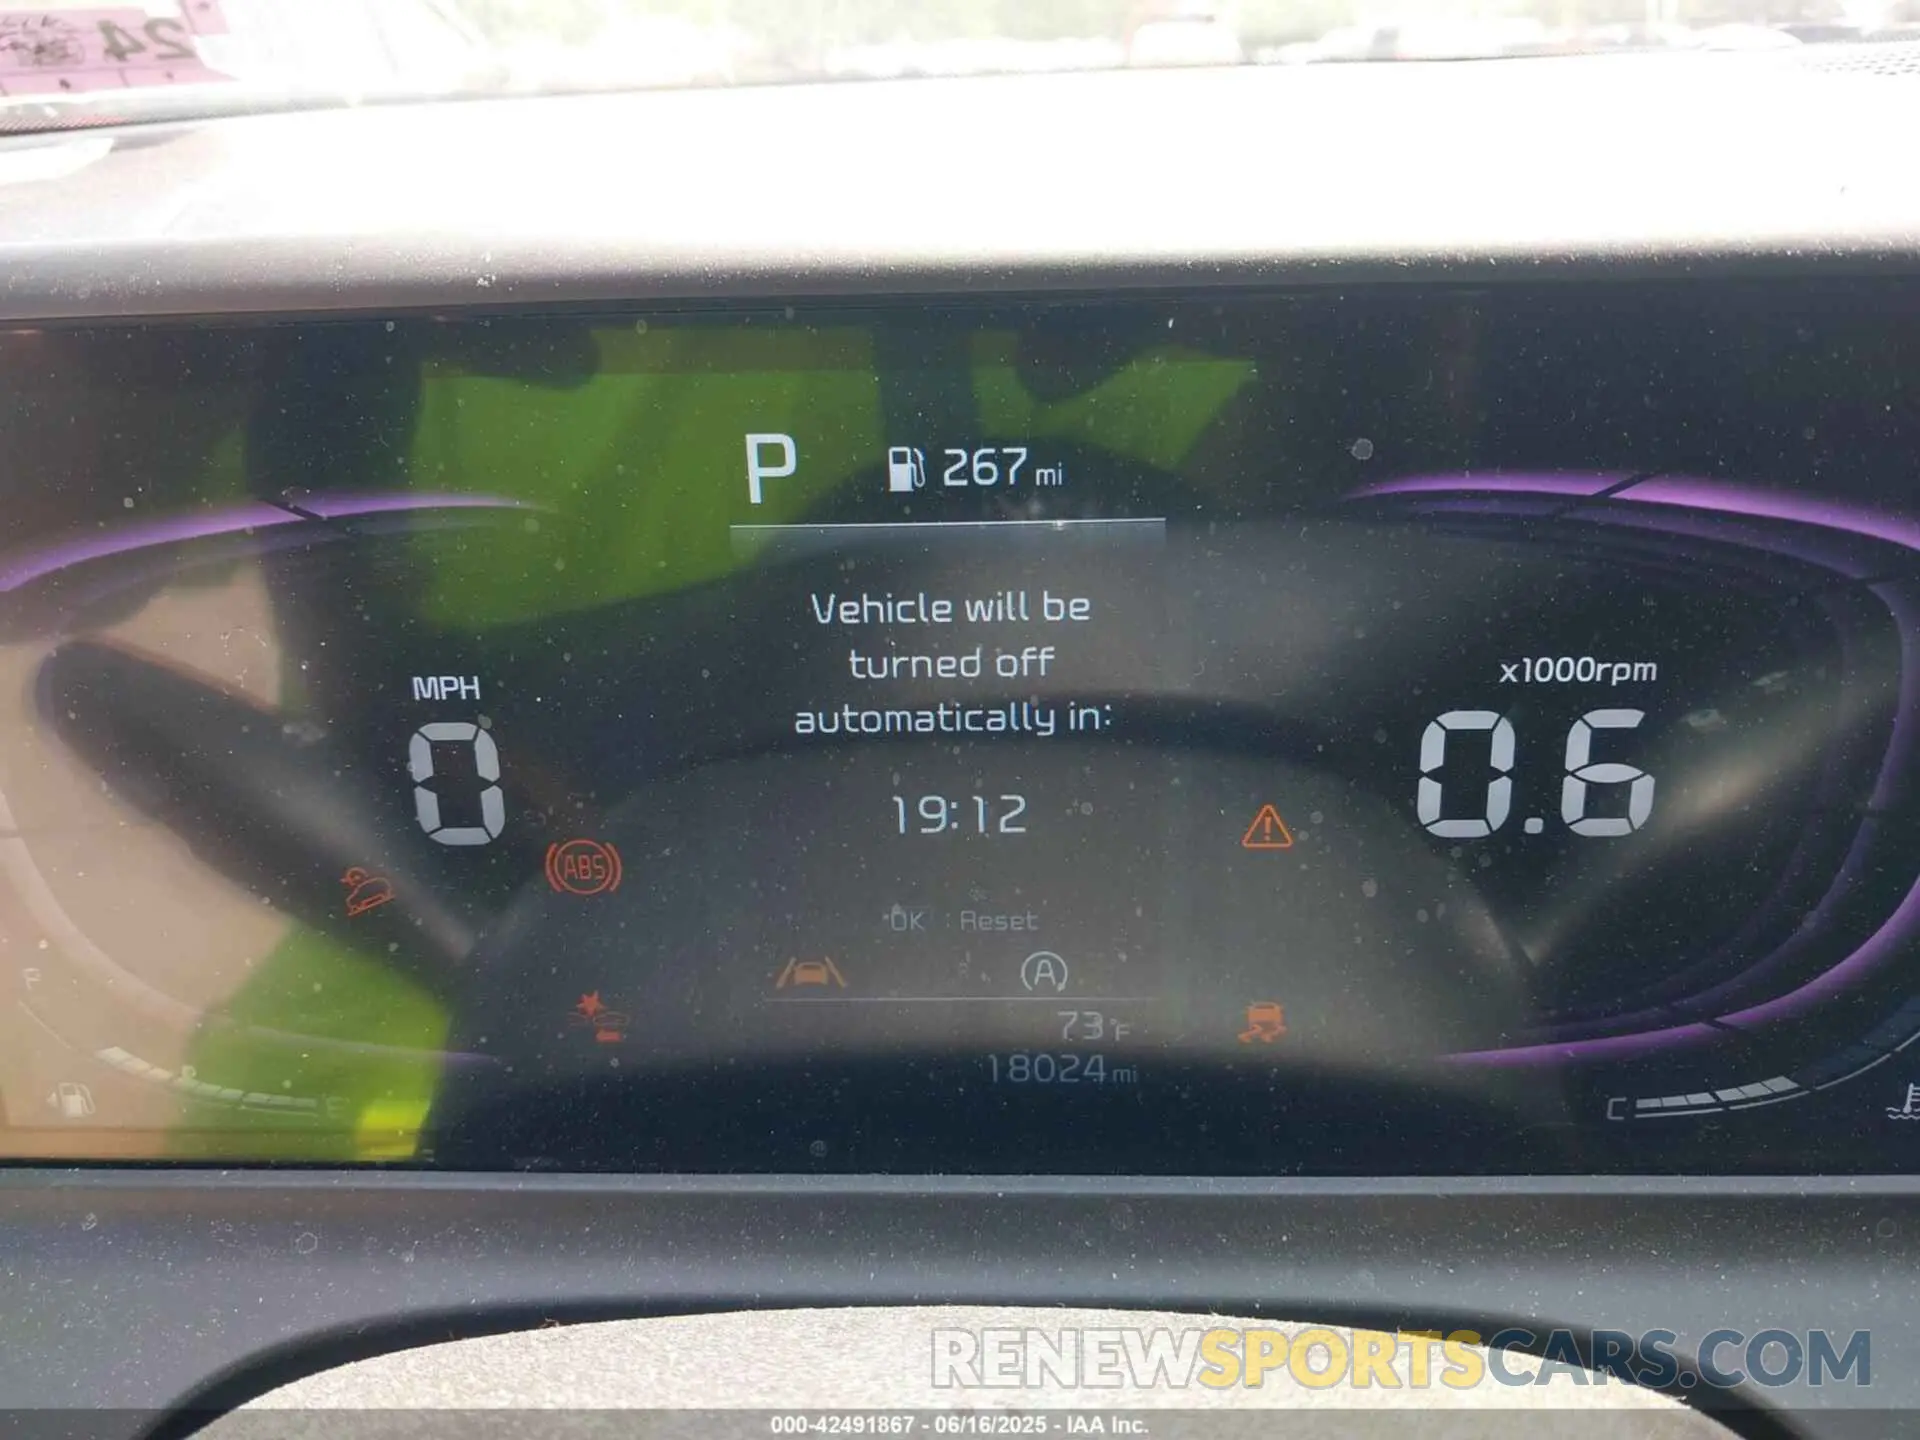 24
P
267 mi
Vehicle will be
turned off
automatically in:
MPH
x1000rpm
0
0.6
19:12
ABS
OK : Reset
A
F
73°F
18024 mi
E
C
RENEWSPORTSCARS.COM
000-42491867 - 06/16/2025 - IAA Inc.